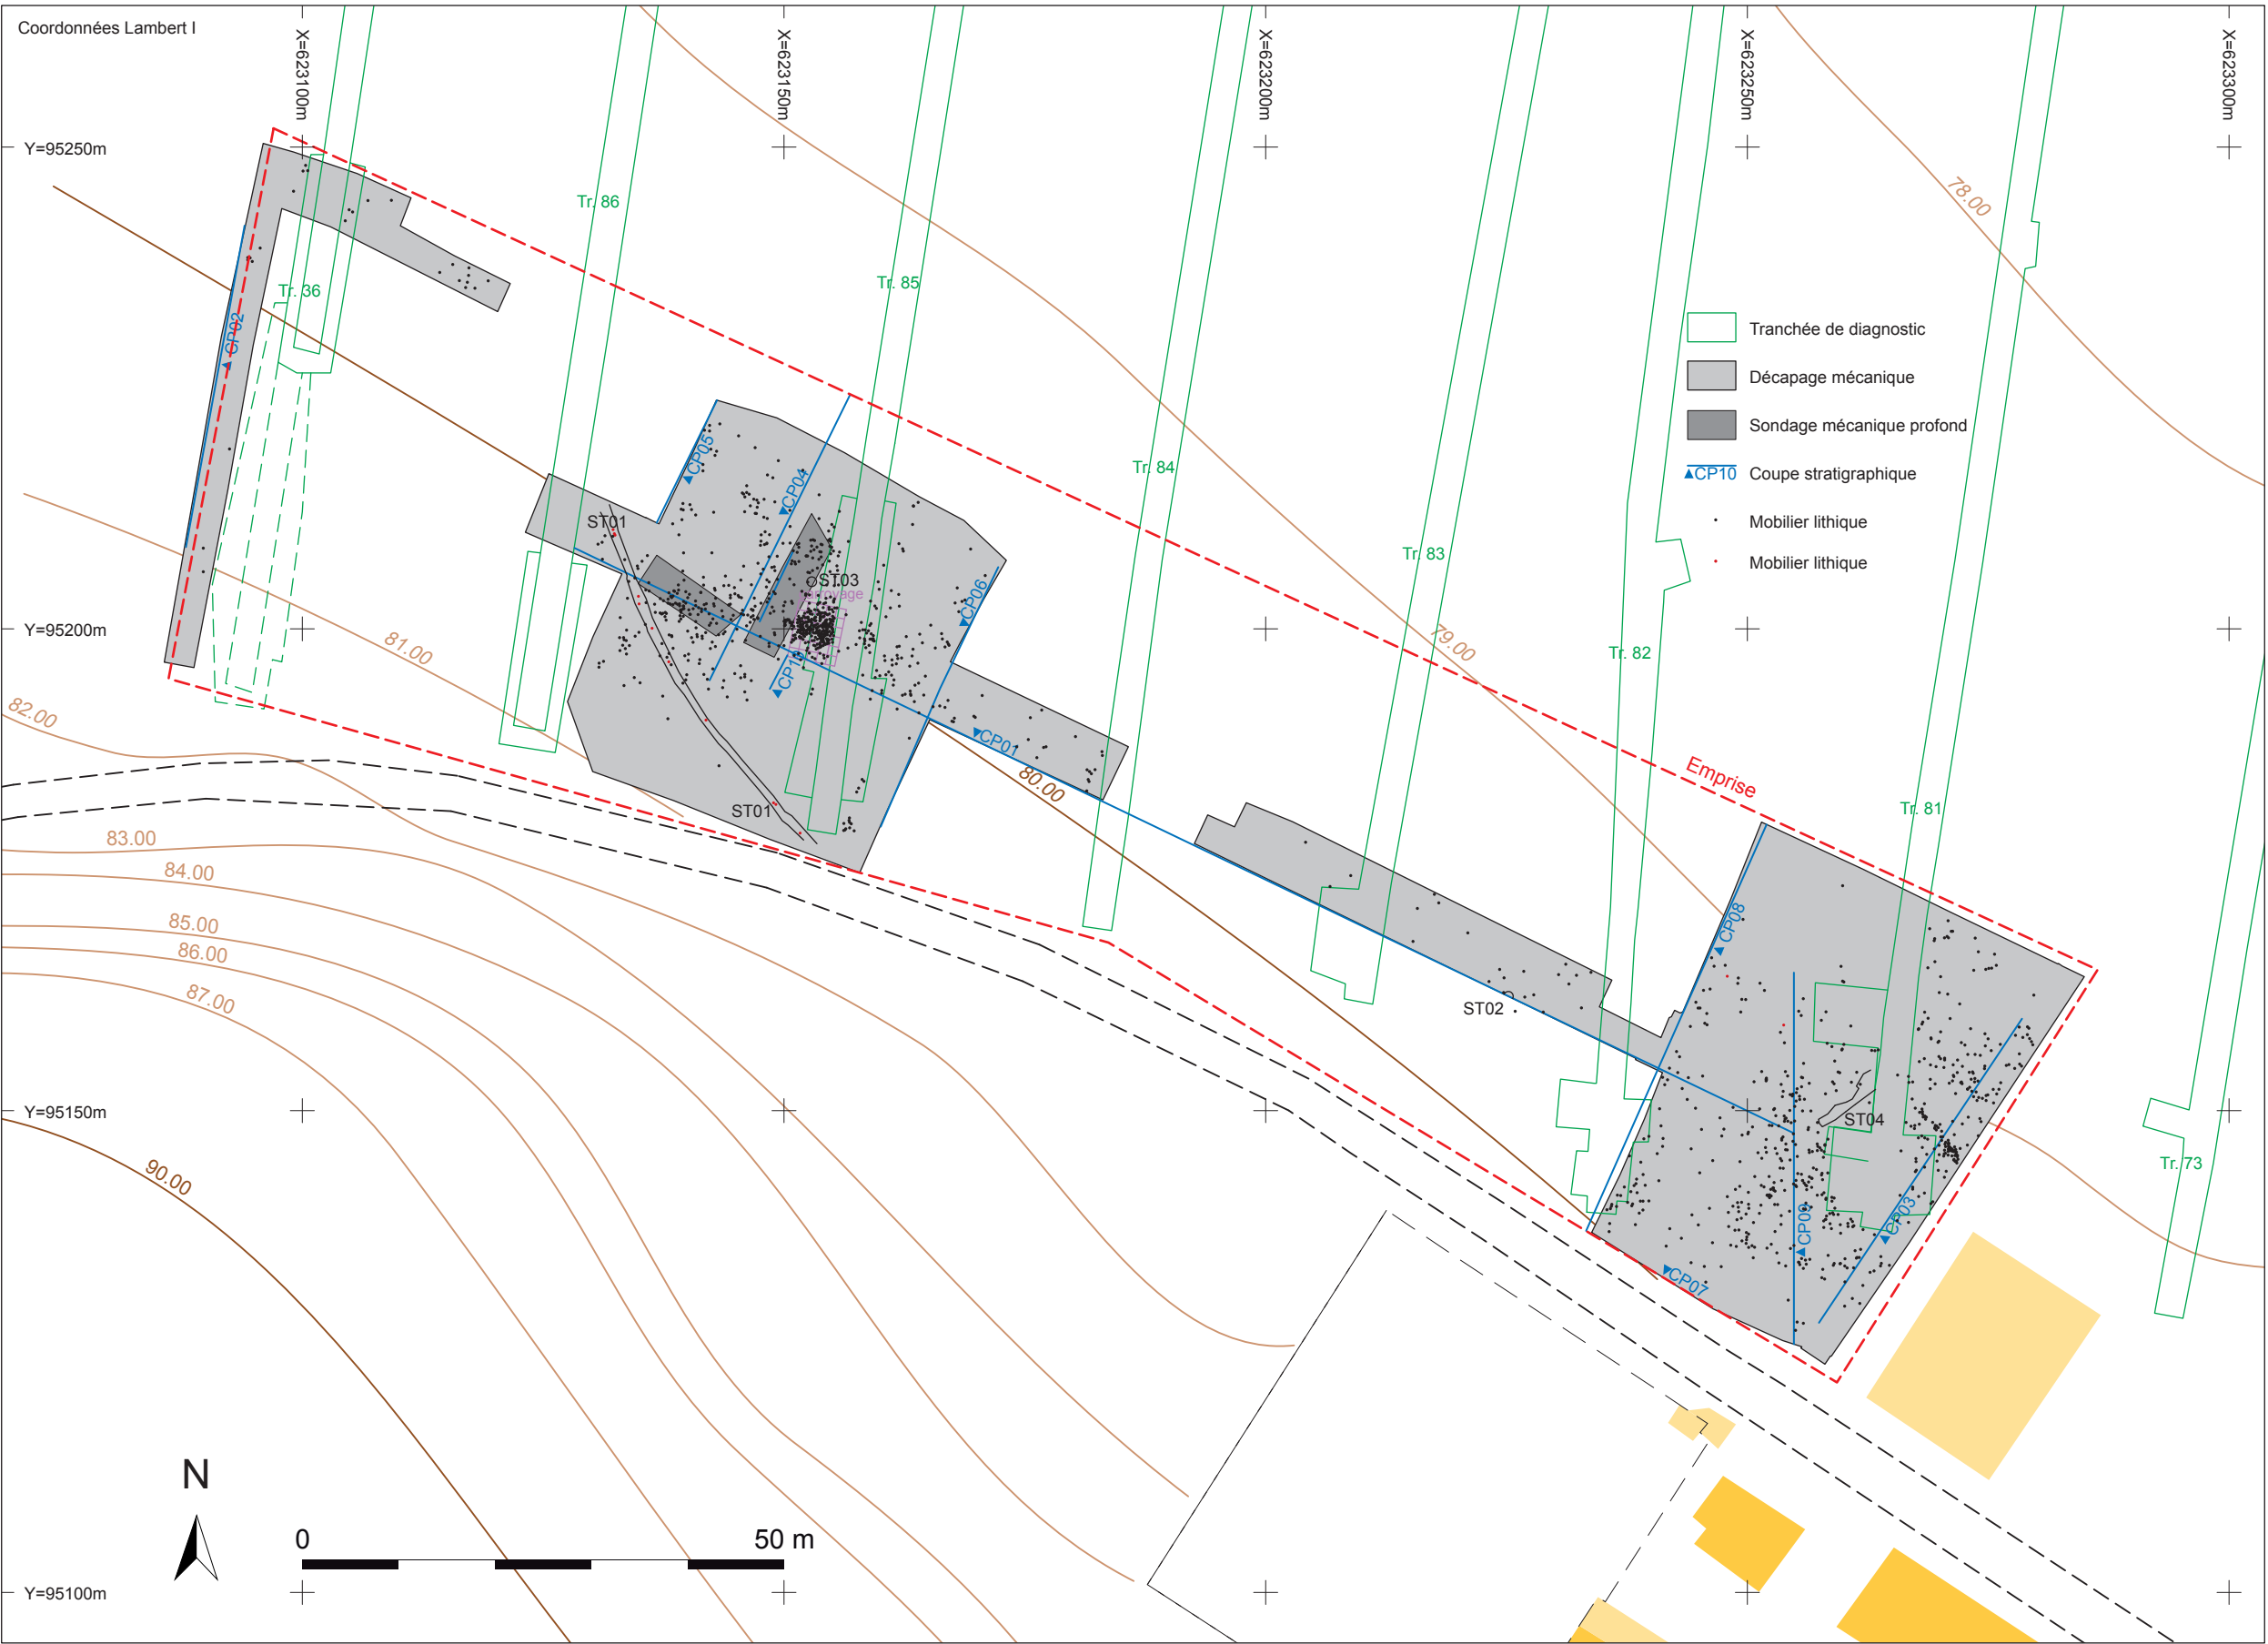 Coordonnées Lambert I
X=623100m
X=623150m
X=623200m
X=623250m
X=623300m
Y=95250m
78.00
Tr. 86
Tr. 85
Tr. 36
CP02
Tranchée de diagnostic
Décapage mécanique
Sondage mécanique profond
CP10 Coupe stratigraphique
Mobilier lithique
Mobilier lithique
CP05
CP04
Tr. 84
ST01
Tr. 83
ST03
CP06
Y=95200m
81.00
79.00
Tr. 82
82.00
CP01
80.00
Emprise
ST01
Tr. 81
83.00
84.00
85.00
86.00
87.00
CP08
ST02
Y=95150m
ST04
Tr. 73
90.00
CP03
CP07
N
0 50 m
Y=95100m